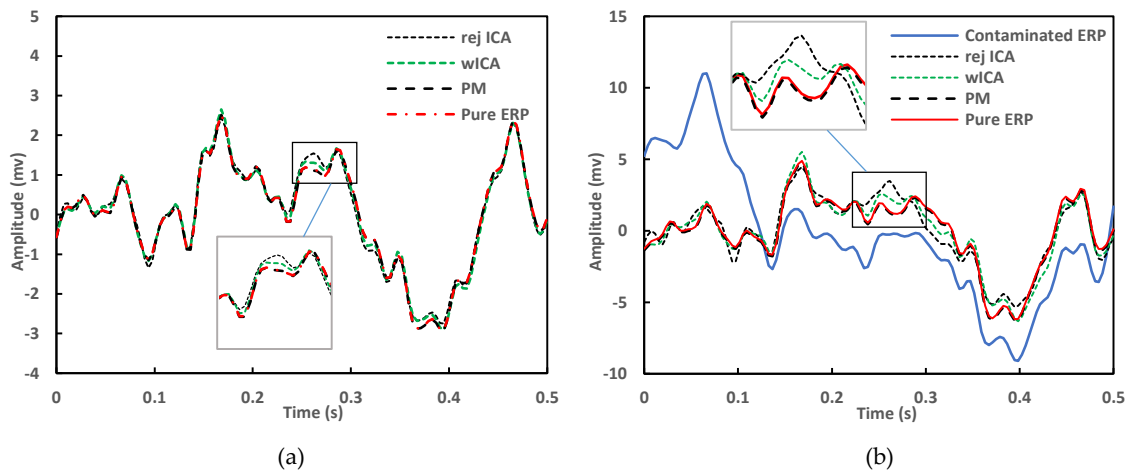 (a)
5
4
3
2
1
0
-1
-2
-3
-4
Amplitude (mv)
0 0.1 0.2 0.3 0.4 0.5
Time (s)
rej ICA
wICA
PM
Pure ERP
(b)
15
10
5
0
-5
-10
Amplitude (mv)
0 0.1 0.2 0.3 0.4 0.5
Time (s)
Contaminated ERP
rej ICA
wICA
PM
Pure ERP